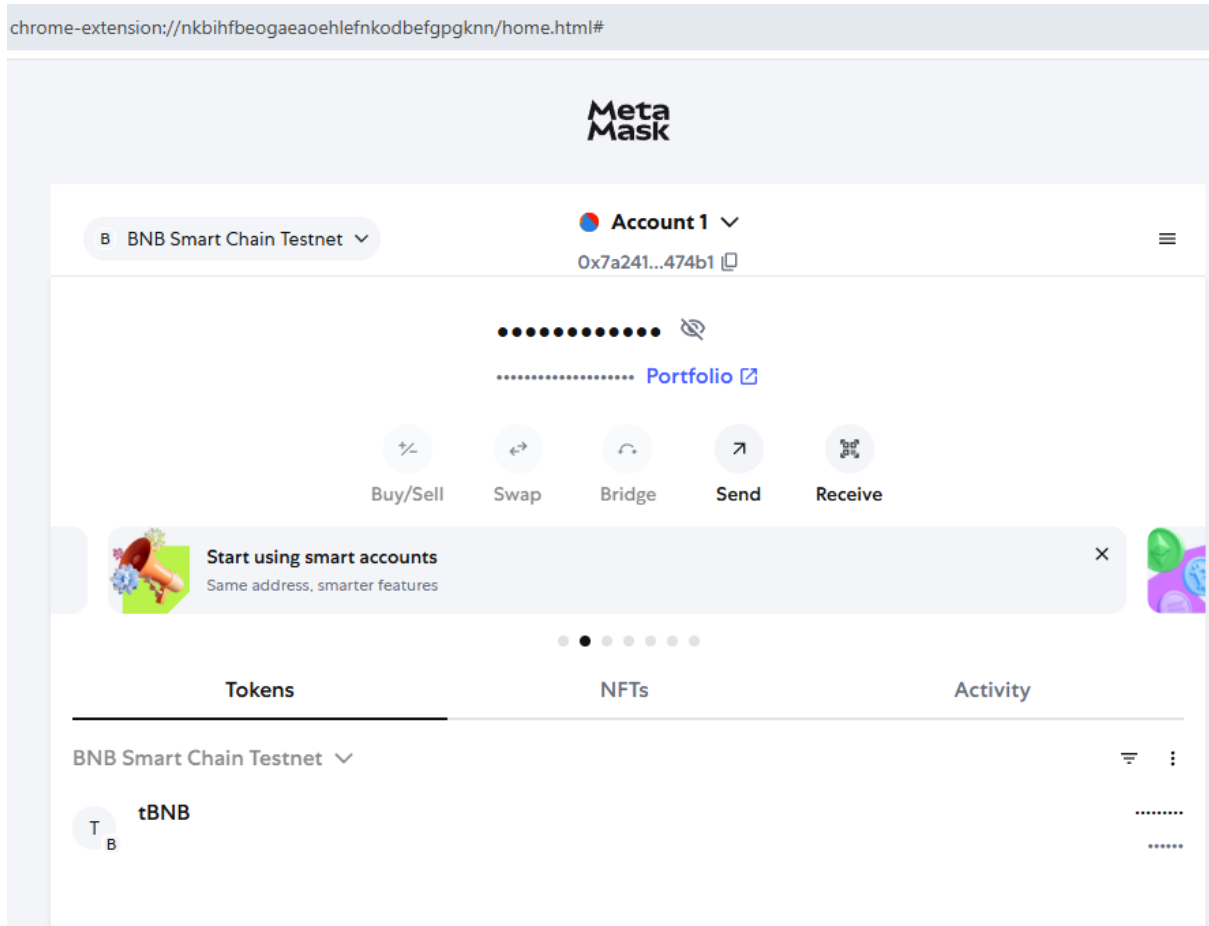 chrome-extension://nkbihfbeogaeaoehlefnkodbefgpgknn/home.html#
Meta
Mask
B BNB Smart Chain Testnet
Account 1
0x7a241...474b1
•••••••••••• 
•••••••••••••••••••• Portfolio
Buy/Sell Swap Bridge Send Receive
Start using smart accounts
Same address, smarter features
Tokens NFTs Activity
BNB Smart Chain Testnet
T B tBNB •••••••••
••••••